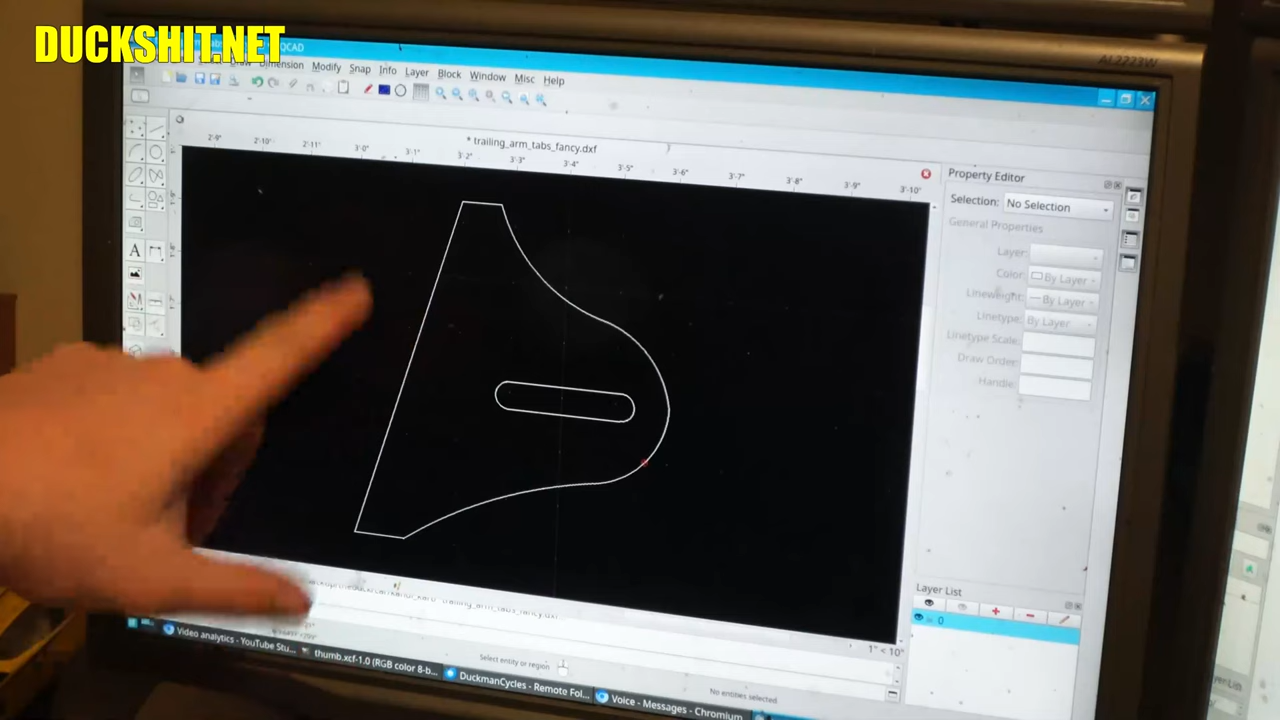 DUCKSHIT.NET
QCAD
AL2223W
Dimension Modify Snap Info Layer Block Window Misc Help
* trailing_arm_tabs_fancy.dxf
2'-9" 2'-10" 2'-11" 3'-0" 3'-1" 3'-2" 3'-3" 3'-4" 3'-5" 3'-6" 3'-7" 3'-8" 3'-9" 3'-10"
A
Property Editor
Selection: No Selection
General Properties
Layer:
Color: By Layer
Lineweight: By Layer
Linetype: By Layer
Linetype Scale:
Draw Order:
Handle:
Layer List
0
1" < 10"
Select entity or region
No entities selected
Video analytics - YouTube Stu...
thumb.xcf-1.0 (RGB color 8-b...
DuckmanCycles - Remote Fol...
Voice - Messages - Chromium